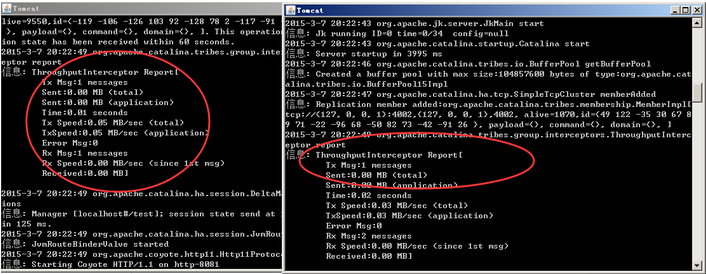 Tomcat
live=9550,id={-119 -106 -126 103 92 -128 78 2 -117 -91
}, payload={}, command={}, domain={}, ]. This operation
ion state has been received within 60 seconds.
2015-3-7 20:22:49 org.apache.catalina.tribes.group.inter
eptor report
信息: ThroughputInterceptor Report[
Tx Msg:1 messages
Sent:0.00 MB (total)
Sent:0.00 MB (application)
Time:0.01 seconds
Tx Speed:0.05 MB/sec (total)
TxSpeed:0.05 MB/sec (application)
Error Msg:0
Rx Msg:1 messages
Rx Speed:0.00 MB/sec (since 1st msg)
Received:0.00 MB]
2015-3-7 20:22:49 org.apache.catalina.ha.session.DeltaMa
ions
信息: Manager [localhost#/test]; session state send at
in 125 ms.
2015-3-7 20:22:49 org.apache.catalina.ha.session.JvmRout
信息: JvmRouteBinderValve started
2015-3-7 20:22:49 org.apache.coyote.http11.Http11Protoco
信息: Starting Coyote HTTP/1.1 on http-8081
Tomcat
2015-3-7 20:22:43 org.apache.jk.server.JkMain start
信息: Jk running ID=0 time=0/34 config=null
2015-3-7 20:22:43 org.apache.catalina.startup.Catalina start
信息: Server startup in 3995 ms
2015-3-7 20:22:46 org.apache.catalina.tribes.io.BufferPool getBufferPool
信息: Created a buffer pool with max size:104857600 bytes of type:org.apache.cat
alina.tribes.io.BufferPool15Impl
2015-3-7 20:22:47 org.apache.catalina.ha.tcp.SimpleTcpCluster memberAdded
信息: Replication member added:org.apache.catalina.tribes.membership.MemberImpl[
tcp://{127, 0, 0, 1}:4002,{127, 0, 0, 1},4002, alive=1070,id={49 122 -35 30 67 8
9 71 -22 -96 68 -50 82 73 -42 -91 26 }, payload={}, command={}, domain={}, ]
2015-3-7 20:22:49 org.apache.catalina.tribes.group.interceptors.ThroughputInterc
eptor report
信息: ThroughputInterceptor Report[
Tx Msg:1 messages
Sent:0.00 MB (total)
Sent:0.00 MB (application)
Time:0.02 seconds
Tx Speed:0.03 MB/sec (total)
TxSpeed:0.03 MB/sec (application)
Error Msg:0
Rx Msg:2 messages
Rx Speed:0.00 MB/sec (since 1st msg)
Received:0.00 MB]